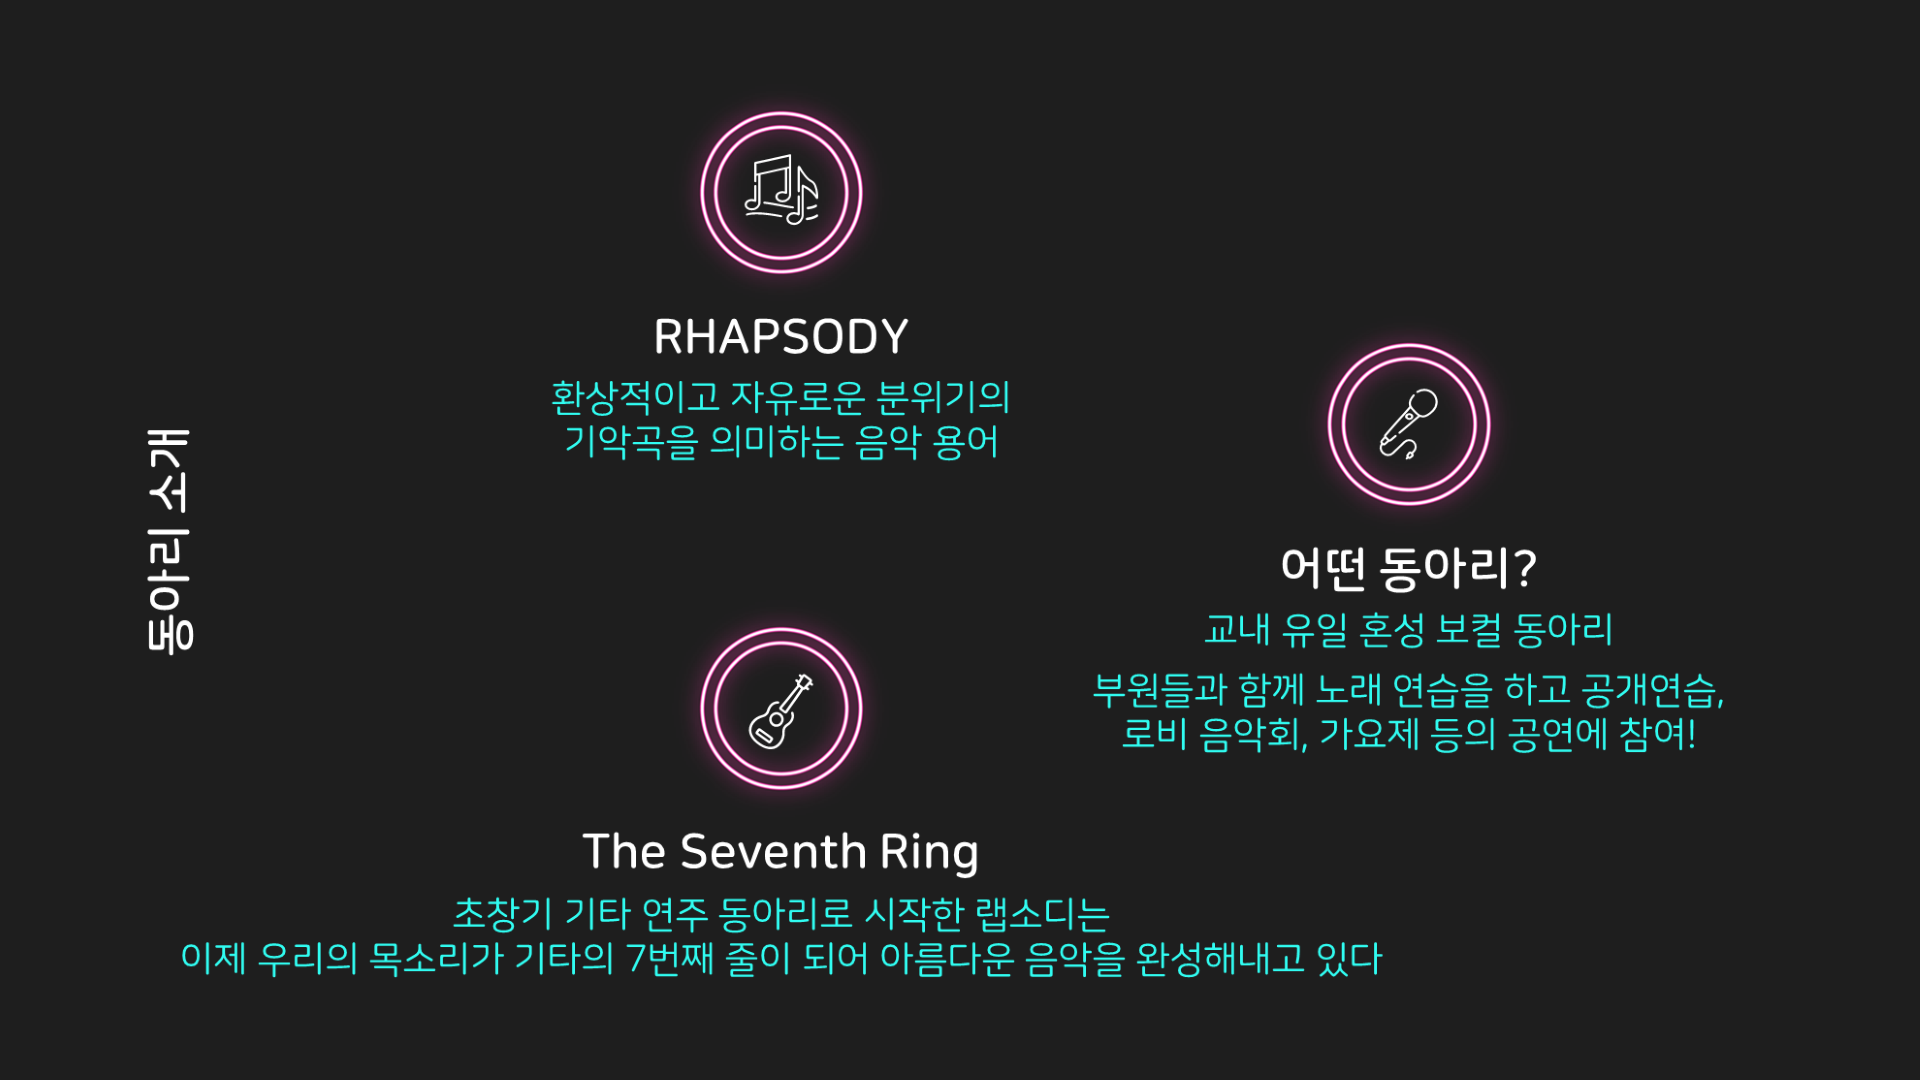 동아리 소개
RHAPSODY
환상적이고 자유로운 분위기의
기악곡을 의미하는 음악 용어
어떤 동아리?
교내 유일 혼성 보컬 동아리
부원들과 함께 노래 연습을 하고 공개연습,
로비 음악회, 가요제 등의 공연에 참여!
The Seventh Ring
초창기 기타 연주 동아리로 시작한 랩소디는
이제 우리의 목소리가 기타의 7번째 줄이 되어 아름다운 음악을 완성해내고 있다